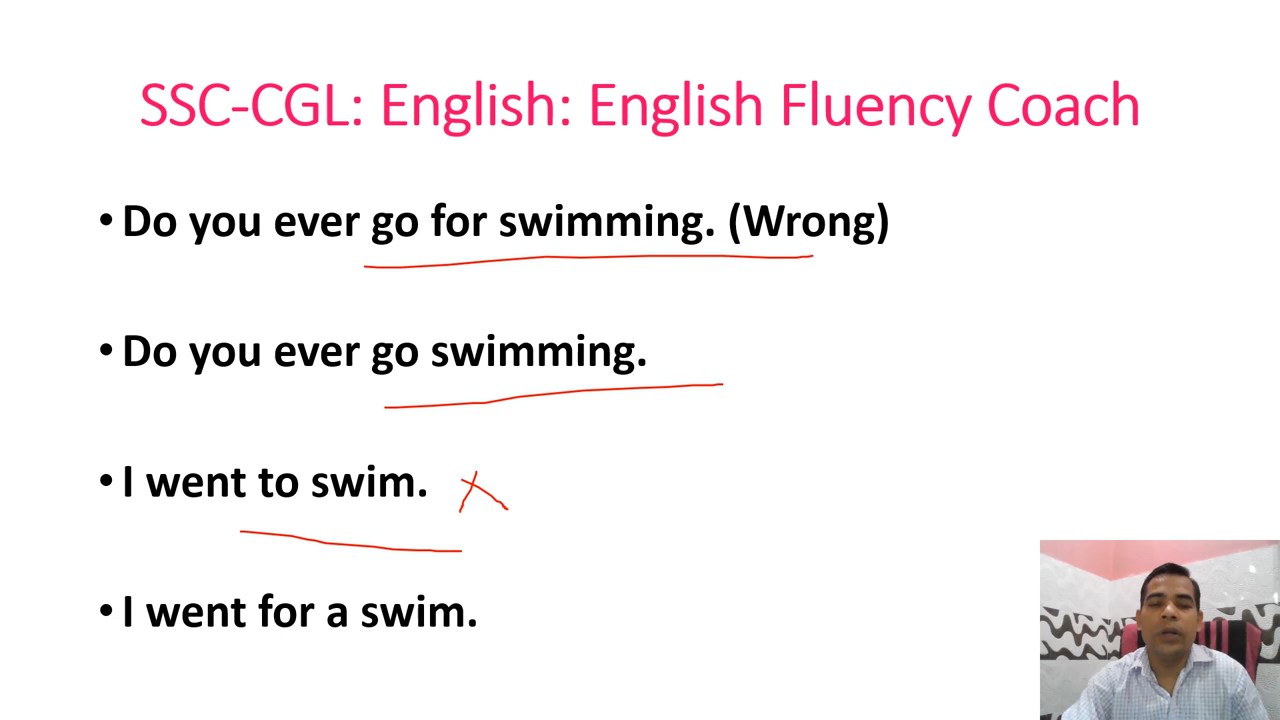 SSC-CGL: English: English Fluency Coach
• Do you ever go for swimming. (Wrong)
• Do you ever go swimming.
• I went to swim.
• I went for a swim.